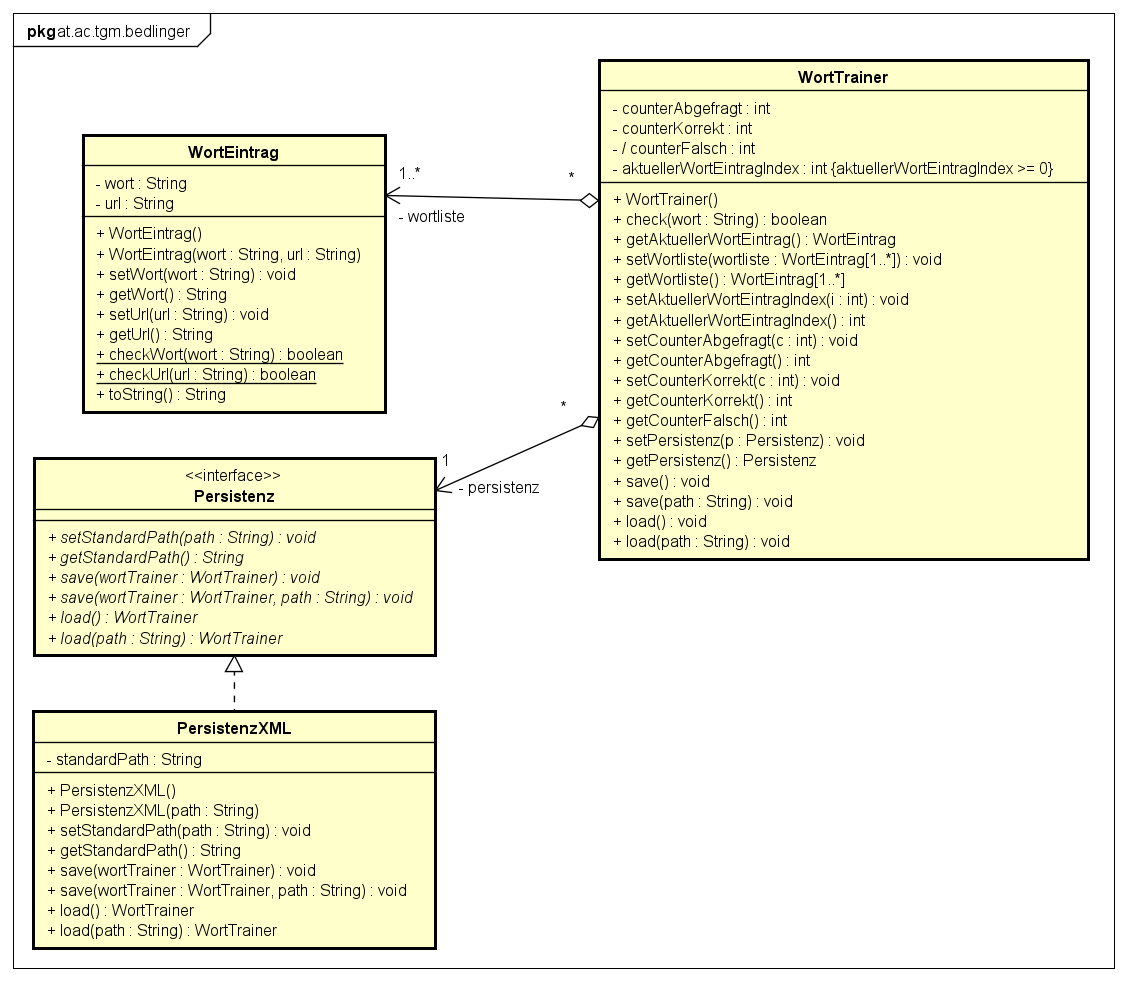 pkgat.ac.tgm.bedlinger
WortEintrag
- wort : String
- url : String
+ WortEintrag()
+ WortEintrag(wort : String, url : String)
+ setWort(wort : String) : void
+ getWort() : String
+ setUrl(url : String) : void
+ getUrl() : String
+ checkWort(wort : String) : boolean
+ checkUrl(url : String) : boolean
+ toString() : String
1..*
- wortliste
*
WortTrainer
- counterAbgefragt : int
- counterKorrekt : int
- / counterFalsch : int
- aktuellerWortEintragIndex : int {aktuellerWortEintragIndex >= 0}
+ WortTrainer()
+ check(wort : String) : boolean
+ getAktuellerWortEintrag() : WortEintrag
+ setWortliste(wortliste : WortEintrag[1..*]) : void
+ getWortliste() : WortEintrag[1..*]
+ setAktuellerWortEintragIndex(i : int) : void
+ getAktuellerWortEintragIndex() : int
+ setCounterAbgefragt(c : int) : void
+ getCounterAbgefragt() : int
+ setCounterKorrekt(c : int) : void
+ getCounterKorrekt() : int
+ getCounterFalsch() : int
+ setPersistenz(p : Persistenz) : void
+ getPersistenz() : Persistenz
+ save() : void
+ save(path : String) : void
+ load() : void
+ load(path : String) : void
*
1
- persistenz
<<interface>>
Persistenz
+ setStandardPath(path : String) : void
+ getStandardPath() : String
+ save(wortTrainer : WortTrainer) : void
+ save(wortTrainer : WortTrainer, path : String) : void
+ load() : WortTrainer
+ load(path : String) : WortTrainer
PersistenzXML
- standardPath : String
+ PersistenzXML()
+ PersistenzXML(path : String)
+ setStandardPath(path : String) : void
+ getStandardPath() : String
+ save(wortTrainer : WortTrainer) : void
+ save(wortTrainer : WortTrainer, path : String) : void
+ load() : WortTrainer
+ load(path : String) : WortTrainer